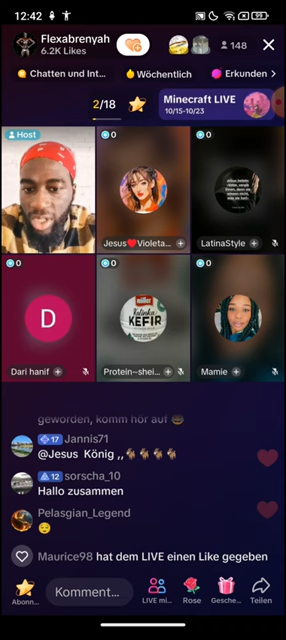 12:42
99
Flexabrenyah
6.2K Likes
148
Chatten und Int...
Wöchentlich
Erkunden
2/18
Minecraft LIVE
10/15-10/23
Host
0
Jesus❤️Violeta...
0
LatinaStyle
0
D
Dari hanif
0
müller
Kalinka
KEFIR
Protein~shei...
0
Mamie
geworden, komm hör auf
17 Jannis71
@Jesus König ,,🐐🐐🐐🐐
12 sorscha_10
Hallo zusammen
Pelasgian_Legend
😌
Maurice98 hat dem LIVE einen Like gegeben
Abonn...
Komment...
LIVE mi...
Rose
Gesche...
Teilen